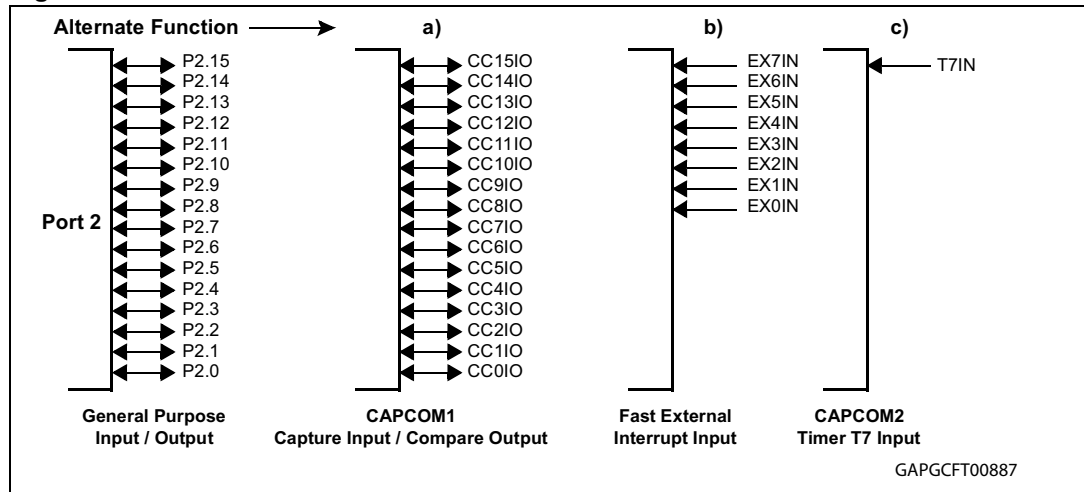 Alternate Function a) b) c)
P2.15 CC15IO EX7IN T7IN
P2.14 CC14IO EX6IN
P2.13 CC13IO EX5IN
P2.12 CC12IO EX4IN
P2.11 CC11IO EX3IN
P2.10 CC10IO EX2IN
P2.9 CC9IO EX1IN
P2.8 CC8IO EX0IN
Port 2
P2.7 CC7IO
P2.6 CC6IO
P2.5 CC5IO
P2.4 CC4IO
P2.3 CC3IO
P2.2 CC2IO
P2.1 CC1IO
P2.0 CC0IO
General Purpose CAPCOM1 Fast External CAPCOM2
Input / Output Capture Input / Compare Output Interrupt Input Timer T7 Input
GAPGCFT00887